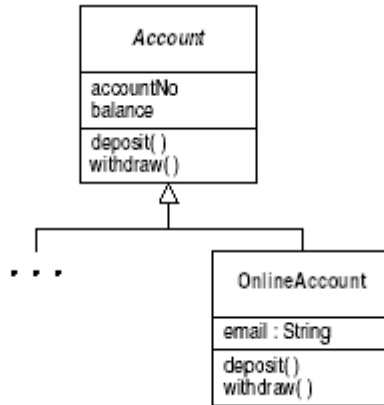 Account
accountNo
balance
deposit( )
withdraw( )
. . .
OnlineAccount
email : String
deposit()
withdraw( )